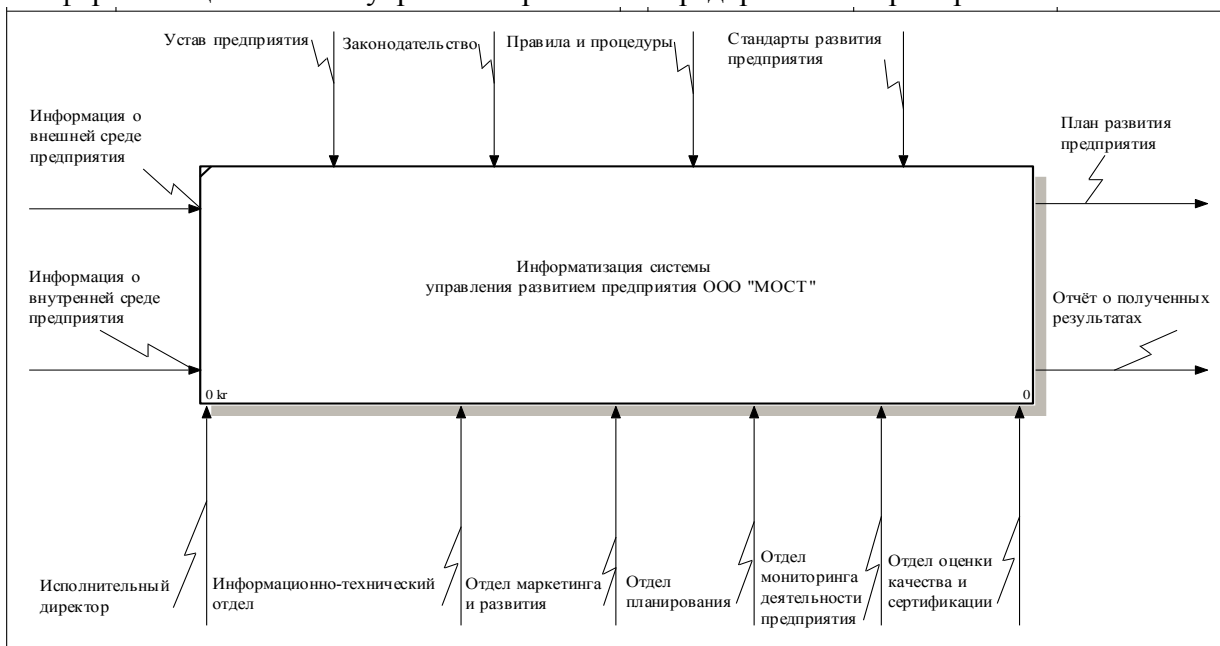 Устав предприятия
Законодательство
Правила и процедуры
Стандарты развития
предприятия
Информация о
внешней среде
предприятия
План развития
предприятия
Информатизация системы
управления развитием предприятия ООО "МОСТ"
Информация о
внутренней среде
предприятия
Отчёт о полученных
результатах
0 kr
0
Исполнительный
директор
Информационно-технический
отдел
Отдел маркетинга
и развития
Отдел
планирования
Отдел
мониторинга
деятельности
предприятия
Отдел оценки
качества и
сертификации